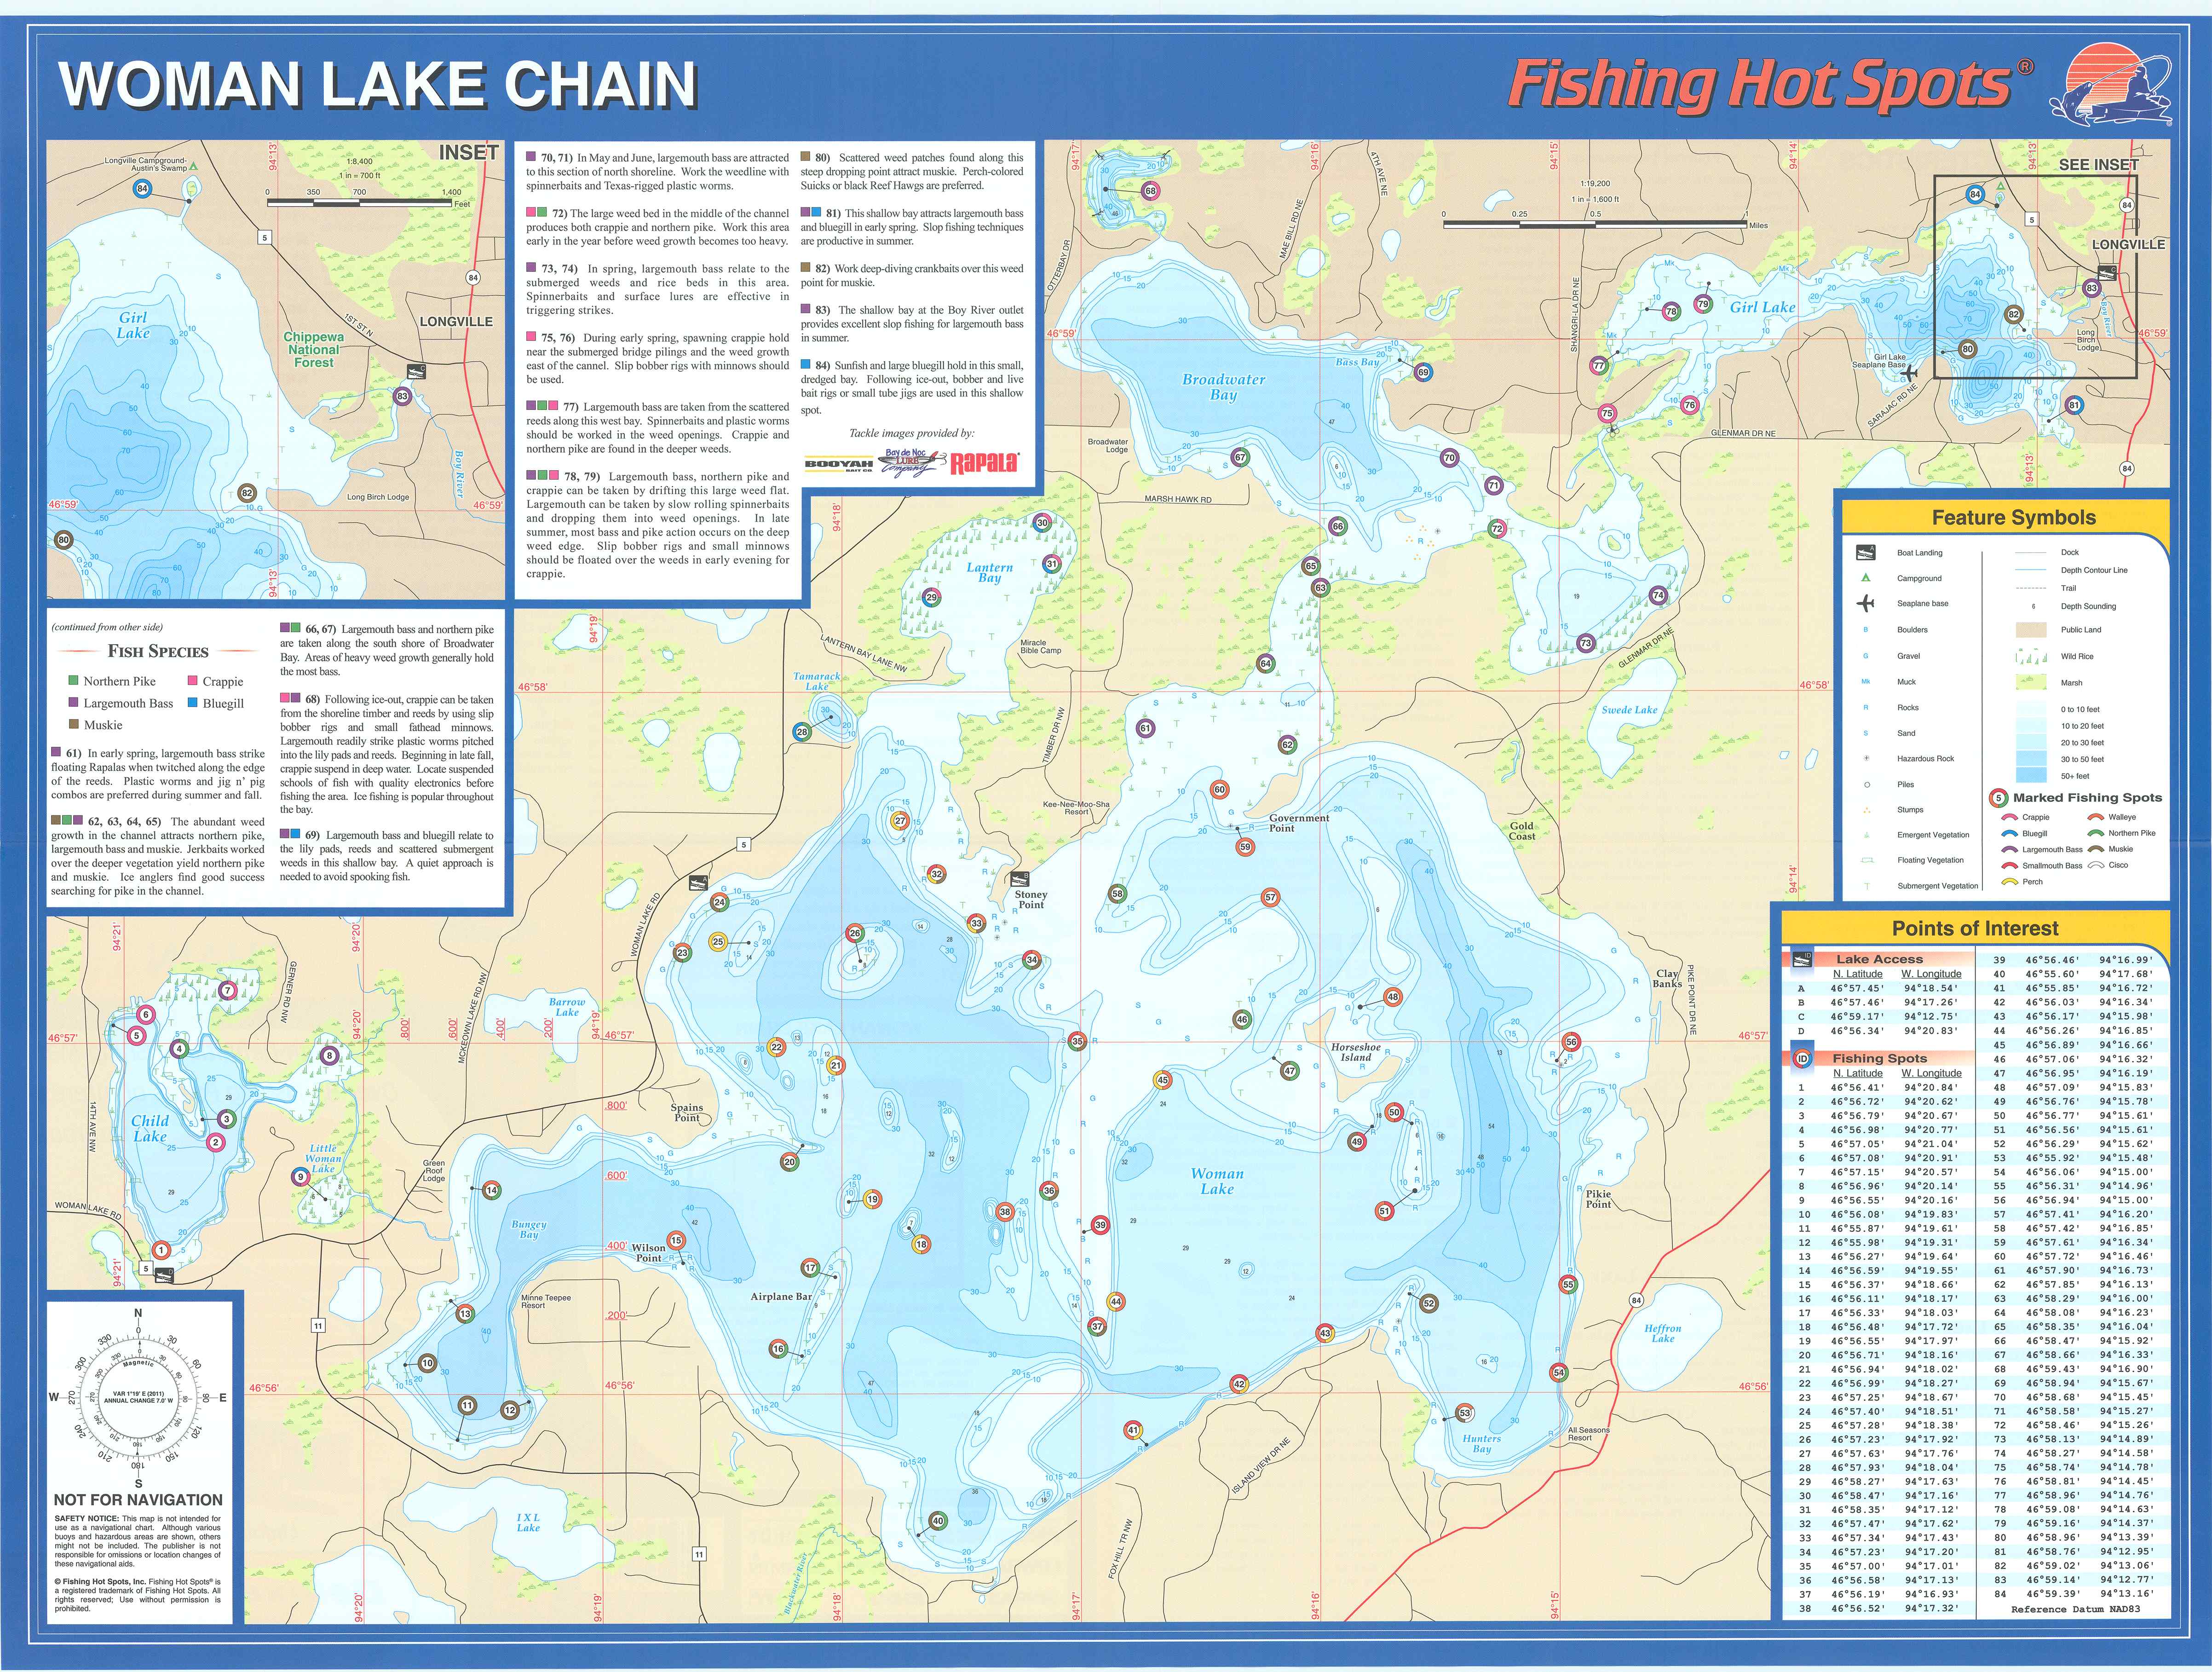 WOMAN LAKE CHAIN
Fishing Hot Spots®
INSET
Longville Campground-
Austin's Swamp
1:8,400
1 in = 700 ft
0 350 700 1,400
Feet
94°13'
84
5
84
Girl
Lake
Chippewa
National
Forest
1ST ST N
LONGVILLE
83
Boy River
Long Birch Lodge
82
46°59'
46°59'
80
94°13'
70, 71) In May and June, largemouth bass are attracted
to this section of north shoreline. Work the weedline with
spinnerbaits and Texas-rigged plastic worms.
72) The large weed bed in the middle of the channel
produces both crappie and northern pike. Work this area
early in the year before weed growth becomes too heavy.
73, 74) In spring, largemouth bass relate to the
submerged weeds and rice beds in this area.
Spinnerbaits and surface lures are effective in
triggering strikes.
75, 76) During early spring, spawning crappie hold
near the submerged bridge pilings and the weed growth
east of the cannel. Slip bobber rigs with minnows should
be used.
77) Largemouth bass are taken from the scattered
reeds along this west bay. Spinnerbaits and plastic worms
should be worked in the weed openings. Crappie and
northern pike are found in the deeper weeds.
78, 79) Largemouth bass, northern pike and
crappie can be taken by drifting this large weed flat.
Largemouth can be taken by slow rolling spinnerbaits
and dropping them into weed openings. In late
summer, most bass and pike action occurs on the deep
weed edge. Slip bobber rigs and small minnows
should be floated over the weeds in early evening for
crappie.
80) Scattered weed patches found along this
steep dropping point attract muskie. Perch-colored
Suicks or black Reef Hawgs are preferred.
81) This shallow bay attracts largemouth bass
and bluegill in early spring. Slop fishing techniques
are productive in summer.
82) Work deep-diving crankbaits over this weed
point for muskie.
83) The shallow bay at the Boy River outlet
provides excellent slop fishing for largemouth bass
in summer.
84) Sunfish and large bluegill hold in this small,
dredged bay. Following ice-out, bobber and live
bait rigs or small tube jigs are used in this shallow
spot.
Tackle images provided by:
BOOYAH
BAIT CO.
Bay de Noc
LURE
Company
RAPALA
(continued from other side)
FISH SPECIES
Northern Pike
Crappie
Largemouth Bass
Bluegill
Muskie
61) In early spring, largemouth bass strike
floating Rapalas when twitched along the edge
of the reeds. Plastic worms and jig n' pig
combos are preferred during summer and fall.
62, 63, 64, 65) The abundant weed
growth in the channel attracts northern pike,
largemouth bass and muskie. Jerkbaits worked
over the deeper vegetation yield northern pike
and muskie. Ice anglers find good success
searching for pike in the channel.
66, 67) Largemouth bass and northern pike
are taken along the south shore of Broadwater
Bay. Areas of heavy weed growth generally hold
the most bass.
68) Following ice-out, crappie can be taken
from the shoreline timber and reeds by using slip
bobber rigs and small fathead minnows.
Largemouth readily strike plastic worms pitched
into the lily pads and reeds. Beginning in late fall,
crappie suspend in deep water. Locate suspended
schools of fish with quality electronics before
fishing the area. Ice fishing is popular throughout
the bay.
69) Largemouth bass and bluegill relate to
the lily pads, reeds and scattered submergent
weeds in this shallow bay. A quiet approach is
needed to avoid spooking fish.
94°17'
94°16'
94°15'
94°14'
94°13'
SEE INSET
1:19,200
1 in = 1,600 ft
0 0.25 0.5 1
Miles
OTTERBAY DR
MAE BILL RD NE
4TH AVE NE
SHANGRI-LA DR NE
LONGVILLE
Girl Lake
Boy River
Long
Birch
Lodge
Girl Lake
Seaplane Base
SARAJAC RD NE
GLENMAR DR NE
46°59'
46°59'
Bass Bay
Broadwater
Bay
Broadwater
Lodge
MARSH HAWK RD
94°18'
Lantern
Bay
Miracle
Bible Camp
LANTERN BAY LANE NW
94°19'
Tamarack
Lake
46°58'
46°58'
TIMBER DR NW
Kee-Nee-Moo-Sha
Resort
Government
Point
GLENMAR DR NE
Swede Lake
Gold
Coast
94°14'
Stoney
Point
WOMAN LAKE RD
Clay
Banks
PIKE POINT DR NE
94°21'
94°20'
GERNER RD NW
MCKEOWN LAKE RD NW
Barrow
Lake
800'
600'
400'
200'
94°20'
94°19'
46°57'
46°57'
46°57'
Horseshoe
Island
14TH AVE NW
Child
Lake
Little
Woman
Lake
Spains
Point
800'
600'
400'
200'
Green
Roof
Lodge
WOMAN LAKE RD
Bungey
Bay
Wilson
Point
Woman
Lake
Pikie
Point
Airplane Bar
Minne Teepee
Resort
94°21'
5
11
84
Heffron
Lake
46°56'
46°56'
46°56'
Hunters
Bay
All Seasons
Resort
ISLAND VIEW DR NE
FOX HILL TR NW
I X L
Lake
11
Blackwater River
94°20'
94°19'
94°18'
94°17'
94°16'
94°15'
N
W
E
S
Magnetic
VAR 1°19' E (2011)
ANNUAL CHANGE 7.0' W
NOT FOR NAVIGATION
SAFETY NOTICE: This map is not intended for
use as a navigational chart. Although various
buoys and hazardous areas are shown, others
might not be included. The publisher is not
responsible for omissions or location changes of
these navigational aids.
© Fishing Hot Spots, Inc. Fishing Hot Spots® is
a registered trademark of Fishing Hot Spots. All
rights reserved; Use without permission is
prohibited.
Feature Symbols
Boat Landing
Campground
Seaplane base
B Boulders
G Gravel
Mk Muck
R Rocks
S Sand
Hazardous Rock
Piles
Stumps
Emergent Vegetation
Floating Vegetation
Submergent Vegetation
Dock
Depth Contour Line
Trail
6 Depth Sounding
Public Land
Wild Rice
Marsh
0 to 10 feet
10 to 20 feet
20 to 30 feet
30 to 50 feet
50+ feet
5 Marked Fishing Spots
Crappie
Walleye
Bluegill
Northern Pike
Largemouth Bass
Muskie
Smallmouth Bass
Cisco
Perch
Points of Interest
Lake Access
N. Latitude W. Longitude
A 46°57.45' 94°18.54'
B 46°57.46' 94°17.26'
C 46°59.17' 94°12.75'
D 46°56.34' 94°20.83'
ID Fishing Spots
N. Latitude W. Longitude
1 46°56.41' 94°20.84'
2 46°56.72' 94°20.62'
3 46°56.79' 94°20.67'
4 46°56.98' 94°20.77'
5 46°57.05' 94°21.04'
6 46°57.08' 94°20.91'
7 46°57.15' 94°20.57'
8 46°56.96' 94°20.14'
9 46°56.55' 94°20.16'
10 46°56.08' 94°19.83'
11 46°55.87' 94°19.61'
12 46°55.98' 94°19.31'
13 46°56.27' 94°19.64'
14 46°56.59' 94°19.55'
15 46°56.37' 94°18.66'
16 46°56.11' 94°18.17'
17 46°56.33' 94°18.03'
18 46°56.48' 94°17.72'
19 46°56.55' 94°17.97'
20 46°56.71' 94°18.16'
21 46°56.94' 94°18.02'
22 46°56.99' 94°18.27'
23 46°57.25' 94°18.67'
24 46°57.40' 94°18.51'
25 46°57.28' 94°18.38'
26 46°57.23' 94°17.92'
27 46°57.63' 94°17.76'
28 46°57.93' 94°18.04'
29 46°58.27' 94°17.63'
30 46°58.47' 94°17.16'
31 46°58.35' 94°17.12'
32 46°57.47' 94°17.62'
33 46°57.34' 94°17.43'
34 46°57.23' 94°17.20'
35 46°57.00' 94°17.01'
36 46°56.58' 94°17.13'
37 46°56.19' 94°16.93'
38 46°56.52' 94°17.32'
39 46°56.46' 94°16.99'
40 46°55.60' 94°17.68'
41 46°55.85' 94°16.72'
42 46°56.03' 94°16.34'
43 46°56.17' 94°15.98'
44 46°56.26' 94°16.85'
45 46°56.89' 94°16.66'
46 46°57.06' 94°16.32'
47 46°56.95' 94°16.19'
48 46°57.09' 94°15.83'
49 46°56.76' 94°15.78'
50 46°56.77' 94°15.61'
51 46°56.56' 94°15.61'
52 46°56.29' 94°15.62'
53 46°55.92' 94°15.48'
54 46°56.06' 94°15.00'
55 46°56.31' 94°14.96'
56 46°56.94' 94°15.00'
57 46°57.41' 94°16.20'
58 46°57.42' 94°16.85'
59 46°57.61' 94°16.34'
60 46°57.72' 94°16.46'
61 46°57.90' 94°16.73'
62 46°57.85' 94°16.13'
63 46°58.29' 94°16.00'
64 46°58.08' 94°16.23'
65 46°58.35' 94°16.04'
66 46°58.47' 94°15.92'
67 46°58.66' 94°16.33'
68 46°59.43' 94°16.90'
69 46°58.94' 94°15.67'
70 46°58.68' 94°15.45'
71 46°58.58' 94°15.27'
72 46°58.46' 94°15.26'
73 46°58.13' 94°14.89'
74 46°58.27' 94°14.58'
75 46°58.74' 94°14.78'
76 46°58.81' 94°14.45'
77 46°58.96' 94°14.76'
78 46°59.08' 94°14.63'
79 46°59.16' 94°14.37'
80 46°58.96' 94°13.39'
81 46°58.76' 94°12.95'
82 46°59.02' 94°13.06'
83 46°59.14' 94°12.77'
84 46°59.39' 94°13.16'
Reference Datum NAD83